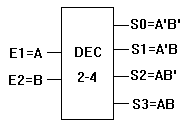 S0=A'B'
E1=A
DEC
S1=A'B
E2=B
2-4
S2=AB'
S3=AB